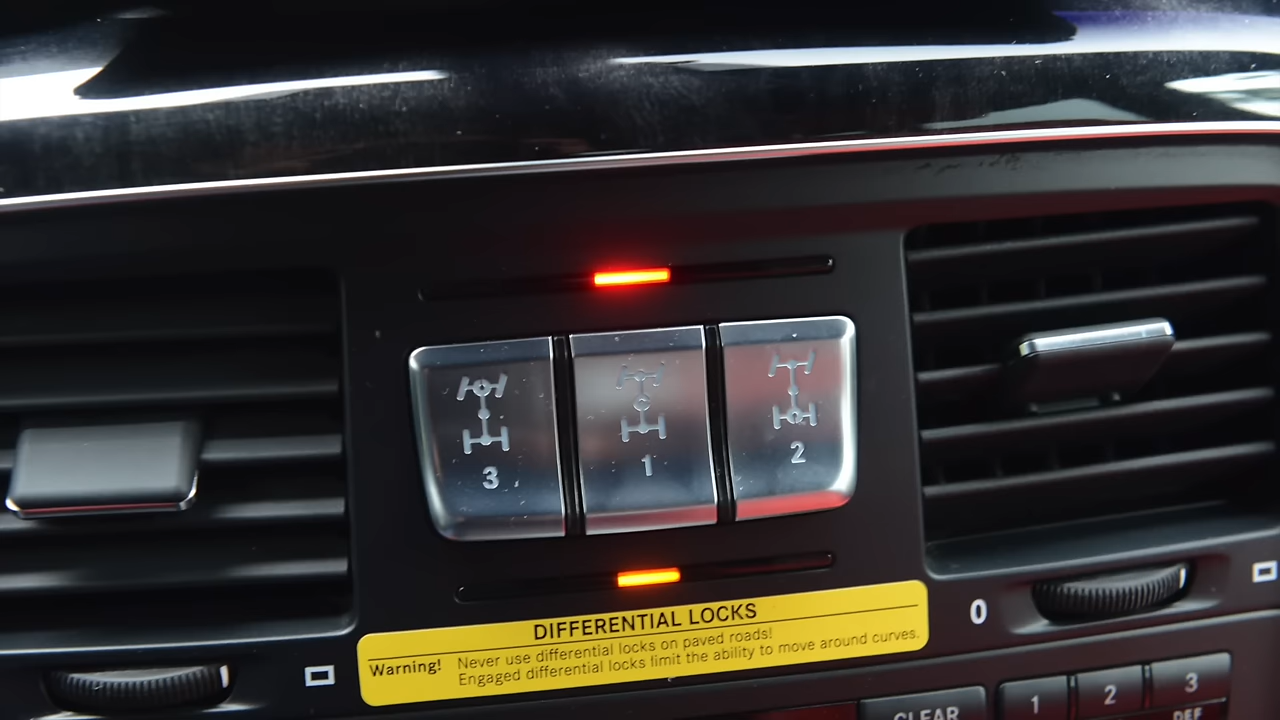 3 1 2
DIFFERENTIAL LOCKS
Warning! Never use differential locks on paved roads!
Engaged differential locks limit the ability to move around curves.
0
CLEAR 1 2 3
DEF